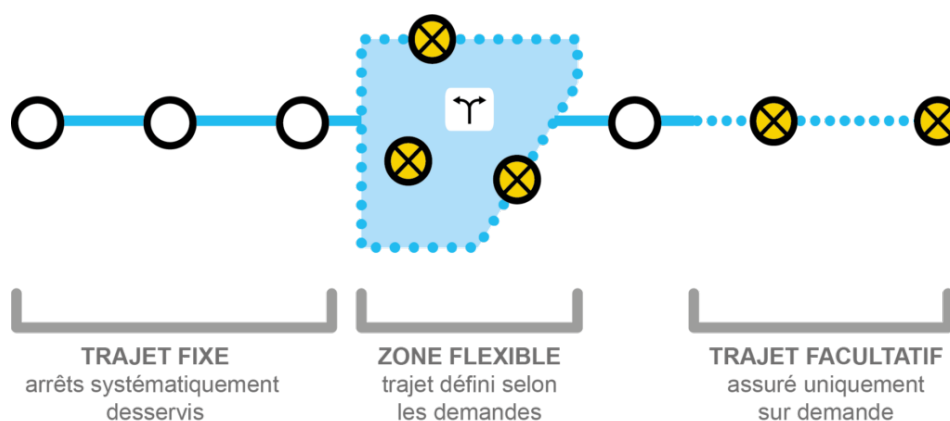 TRAJET FIXE
arrêts systématiquement
desservis
ZONE FLEXIBLE
trajet défini selon
les demandes
TRAJET FACULTATIF
assuré uniquement
sur demande